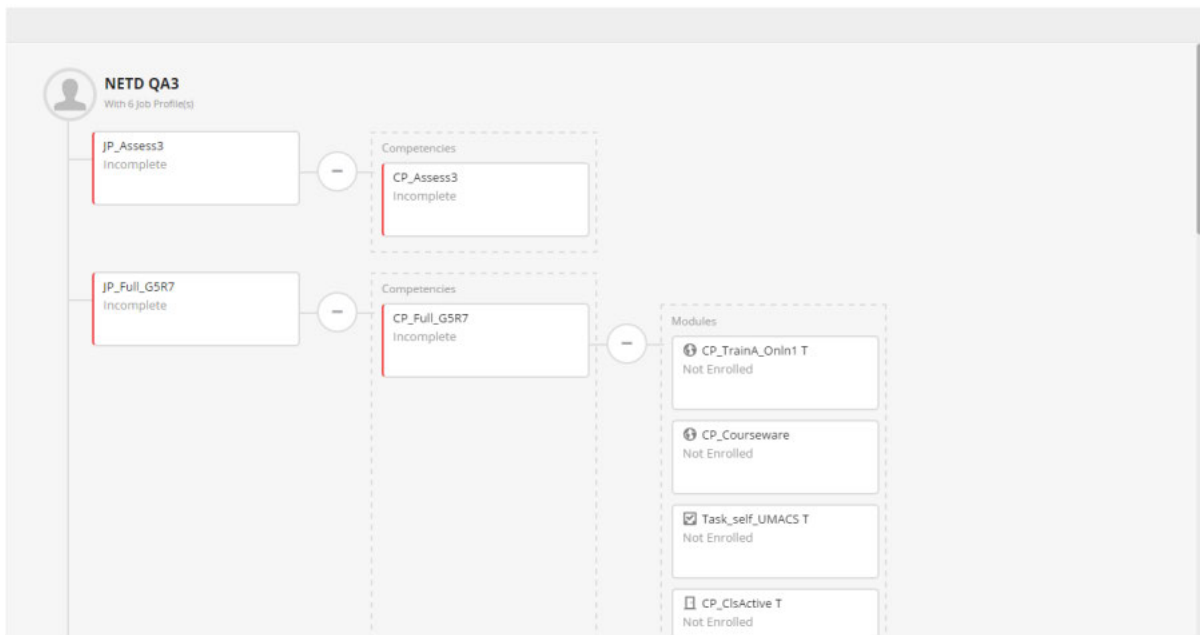 NETD QA3
With 6 Job Profile(s)
JP_Assess3
Incomplete
Competencies
CP_Assess3
Incomplete
JP_Full_G5R7
Incomplete
Competencies
CP_Full_G5R7
Incomplete
Modules
CP_TrainA_Onln1 T
Not Enrolled
CP_Courseware
Not Enrolled
Task_self_UMACS T
Not Enrolled
CP_ClsActive T
Not Enrolled